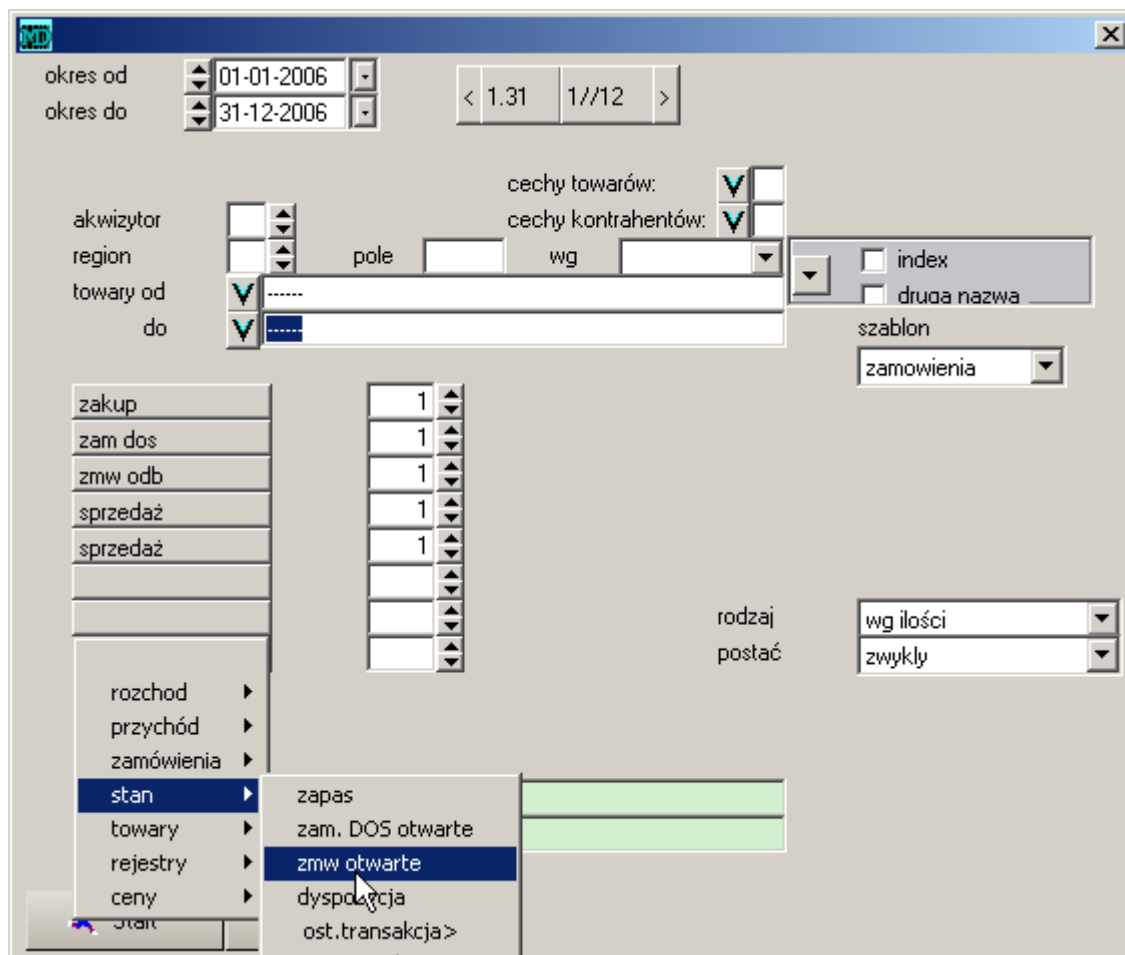 MD
okres od 01-01-2006
okres do 31-12-2006
< 1.31 1//12 >
cechy towarów:
cechy kontrahentów:
akwizytor
region pole wg
index
druga nazwa
towary od ------
do ------
szablon
zamowienia
zakup 1
zam dos 1
zmw odb 1
sprzedaż 1
sprzedaż 1
rodzaj wg ilości
postać zwykly
rozchod
przychód
zamówienia
stan
towary
rejestry
ceny
zapas
zam. DOS otwarte
zmw otwarte
dyspozycja
ost.transakcja>
Start